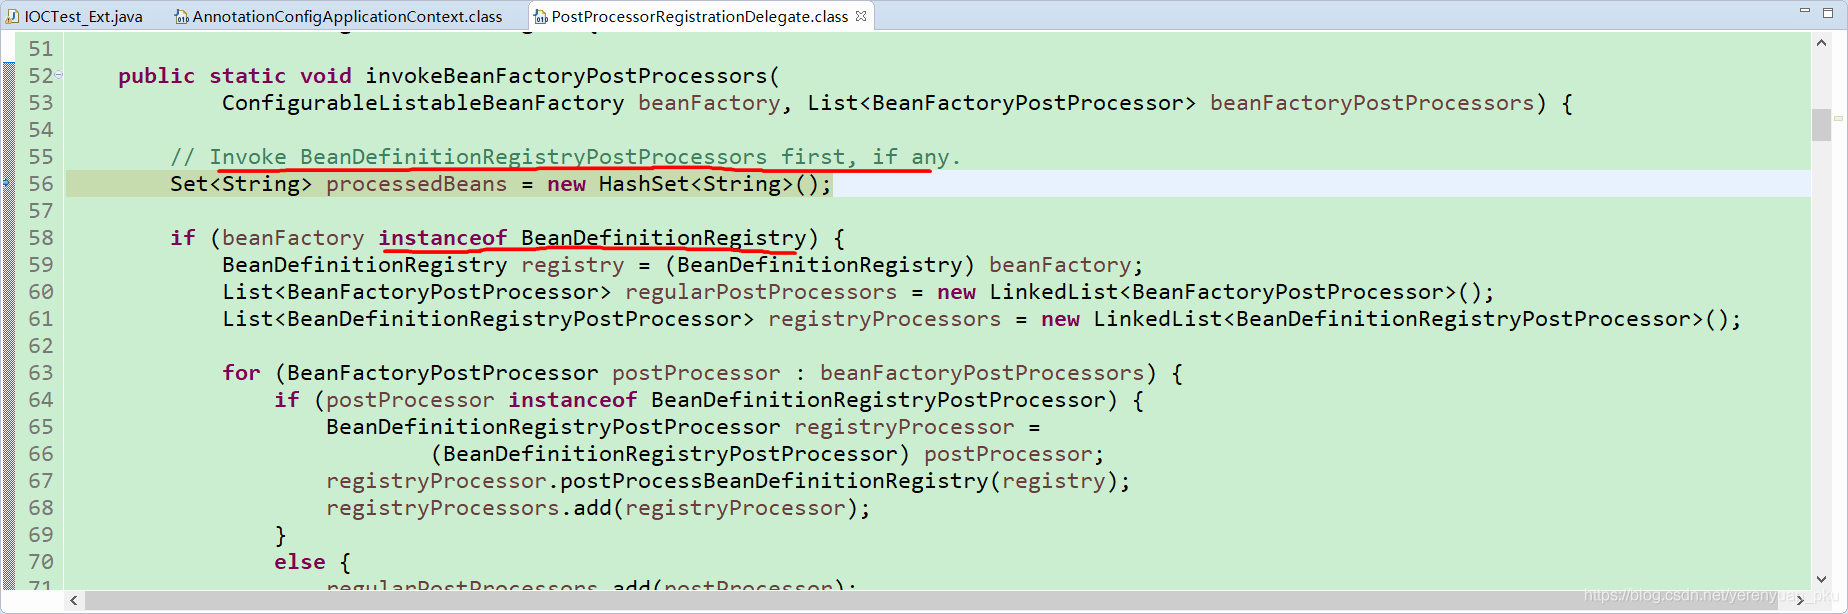 IOCTest_Ext.java AnnotationConfigApplicationContext.class PostProcessorRegistrationDelegate.class
51
52 public static void invokeBeanFactoryPostProcessors(
53 ConfigurableListableBeanFactory beanFactory, List<BeanFactoryPostProcessor> beanFactoryPostProcessors) {
54
55 // Invoke BeanDefinitionRegistryPostProcessors first, if any.
56 Set<String> processedBeans = new HashSet<String>();
57
58 if (beanFactory instanceof BeanDefinitionRegistry) {
59 BeanDefinitionRegistry registry = (BeanDefinitionRegistry) beanFactory;
60 List<BeanFactoryPostProcessor> regularPostProcessors = new LinkedList<BeanFactoryPostProcessor>();
61 List<BeanDefinitionRegistryPostProcessor> registryProcessors = new LinkedList<BeanDefinitionRegistryPostProcessor>();
62
63 for (BeanFactoryPostProcessor postProcessor : beanFactoryPostProcessors) {
64 if (postProcessor instanceof BeanDefinitionRegistryPostProcessor) {
65 BeanDefinitionRegistryPostProcessor registryProcessor =
66 (BeanDefinitionRegistryPostProcessor) postProcessor;
67 registryProcessor.postProcessBeanDefinitionRegistry(registry);
68 registryProcessors.add(registryProcessor);
69 }
70 else {
71 regularPostProcessors.add(postProcessor);
https://blog.csdn.net/yerenyuan_pku